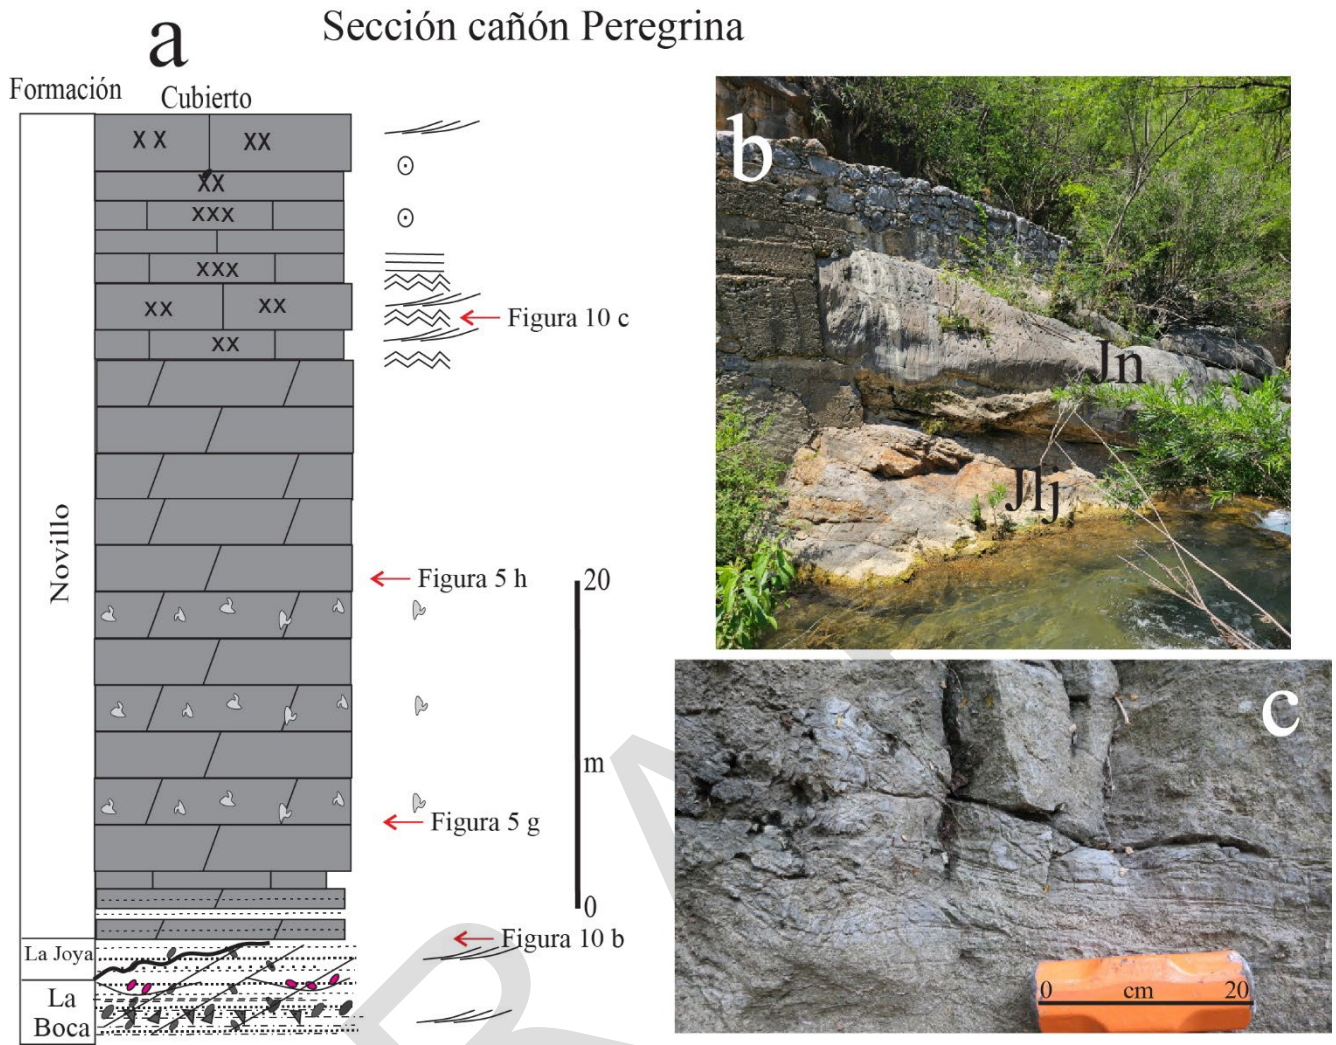 a
Sección cañón Peregrina
Formación
Cubierto
X X XX
XX
XXX
XXX
XX XX
XX
Figura 10 c
Novillo
Figura 5 h
20
m
Figura 5 g
0
Figura 10 b
La Joya
La
Boca
b
Jn
Jlj
c
0 cm 20